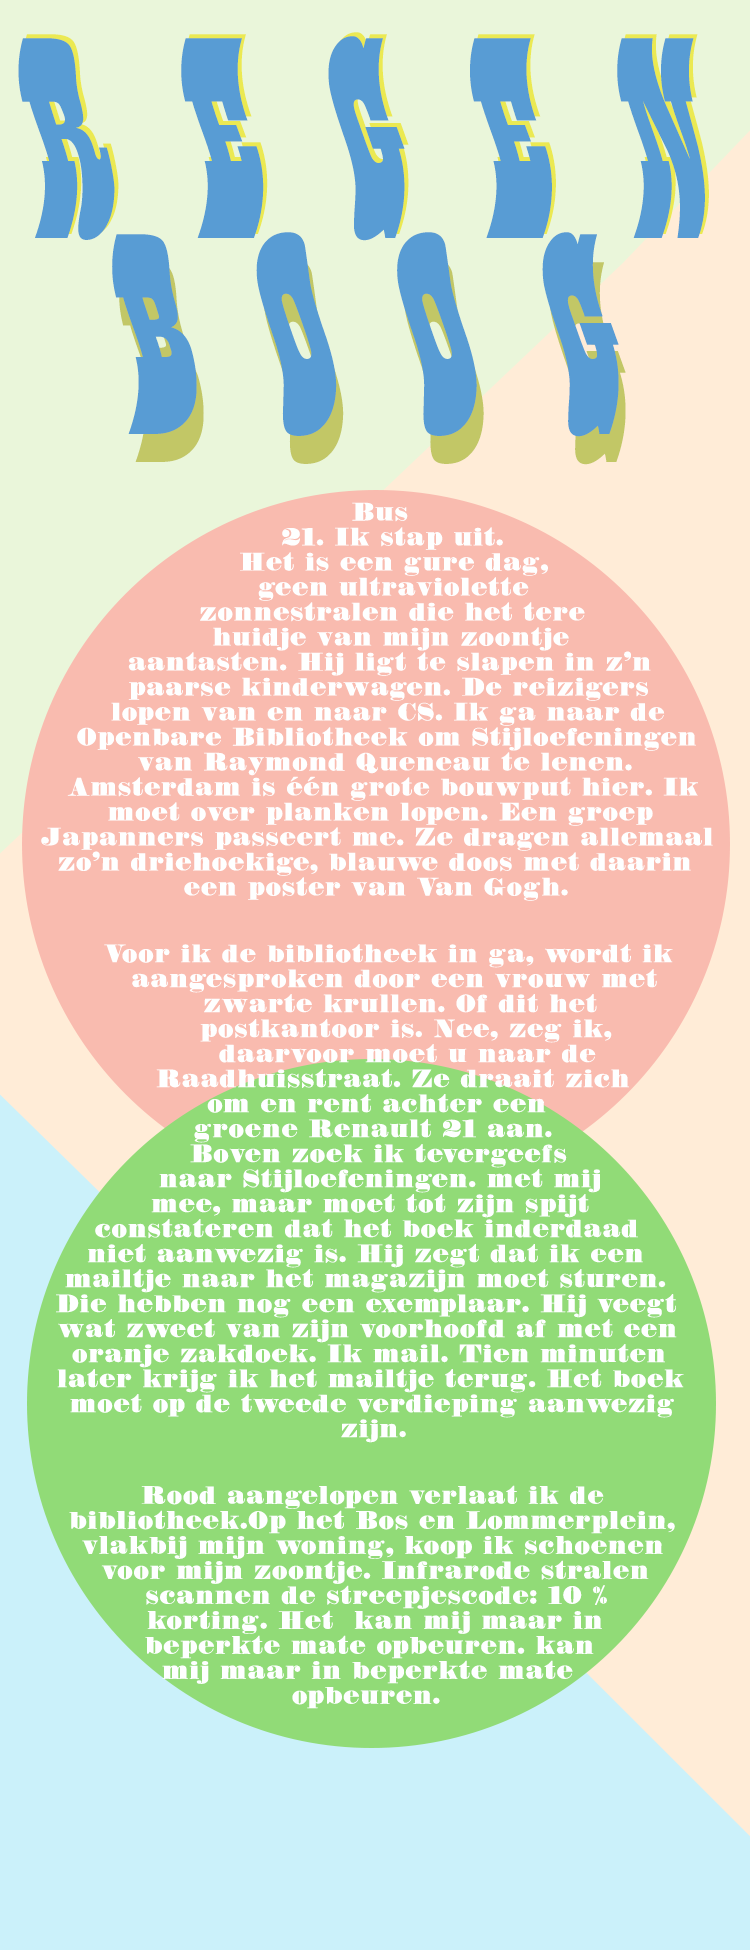 REGEN
BOOG
Bus
21. Ik stap uit.
Het is een gure dag,
geen ultraviolette
zonnestralen die het tere
huidje van mijn zoontje
aantasten. Hij ligt te slapen in z’n
paarse kinderwagen. De reizigers
lopen van en naar CS. Ik ga naar de
Openbare Bibliotheek om Stijloefeningen
van Raymond Queneau te lenen.
Amsterdam is één grote bouwput hier. Ik
moet over planken lopen. Een groep
Japanners passeert me. Ze dragen allemaal
zo’n driehoekige, blauwe doos met daarin
een poster van Van Gogh.
Voor ik de bibliotheek in ga, wordt ik
aangesproken door een vrouw met
zwarte krullen. Of dit het
postkantoor is. Nee, zeg ik,
daarvoor moet u naar de
Raadhuisstraat. Ze draait zich
om en rent achter een
groene Renault 21 aan.
Boven zoek ik tevergeefs
naar Stijloefeningen. met mij
mee, maar moet tot zijn spijt
constateren dat het boek inderdaad
niet aanwezig is. Hij zegt dat ik een
mailtje naar het magazijn moet sturen.
Die hebben nog een exemplaar. Hij veegt
wat zweet van zijn voorhoofd af met een
oranje zakdoek. Ik mail. Tien minuten
later krijg ik het mailtje terug. Het boek
moet op de tweede verdieping aanwezig
zijn.
Rood aangelopen verlaat ik de
bibliotheek.Op het Bos en Lommerplein,
vlakbij mijn woning, koop ik schoenen
voor mijn zoontje. Infrarode stralen
scannen de streepjescode: 10 %
korting. Het  kan mij maar in
beperkte mate opbeuren. kan
mij maar in beperkte mate
opbeuren.